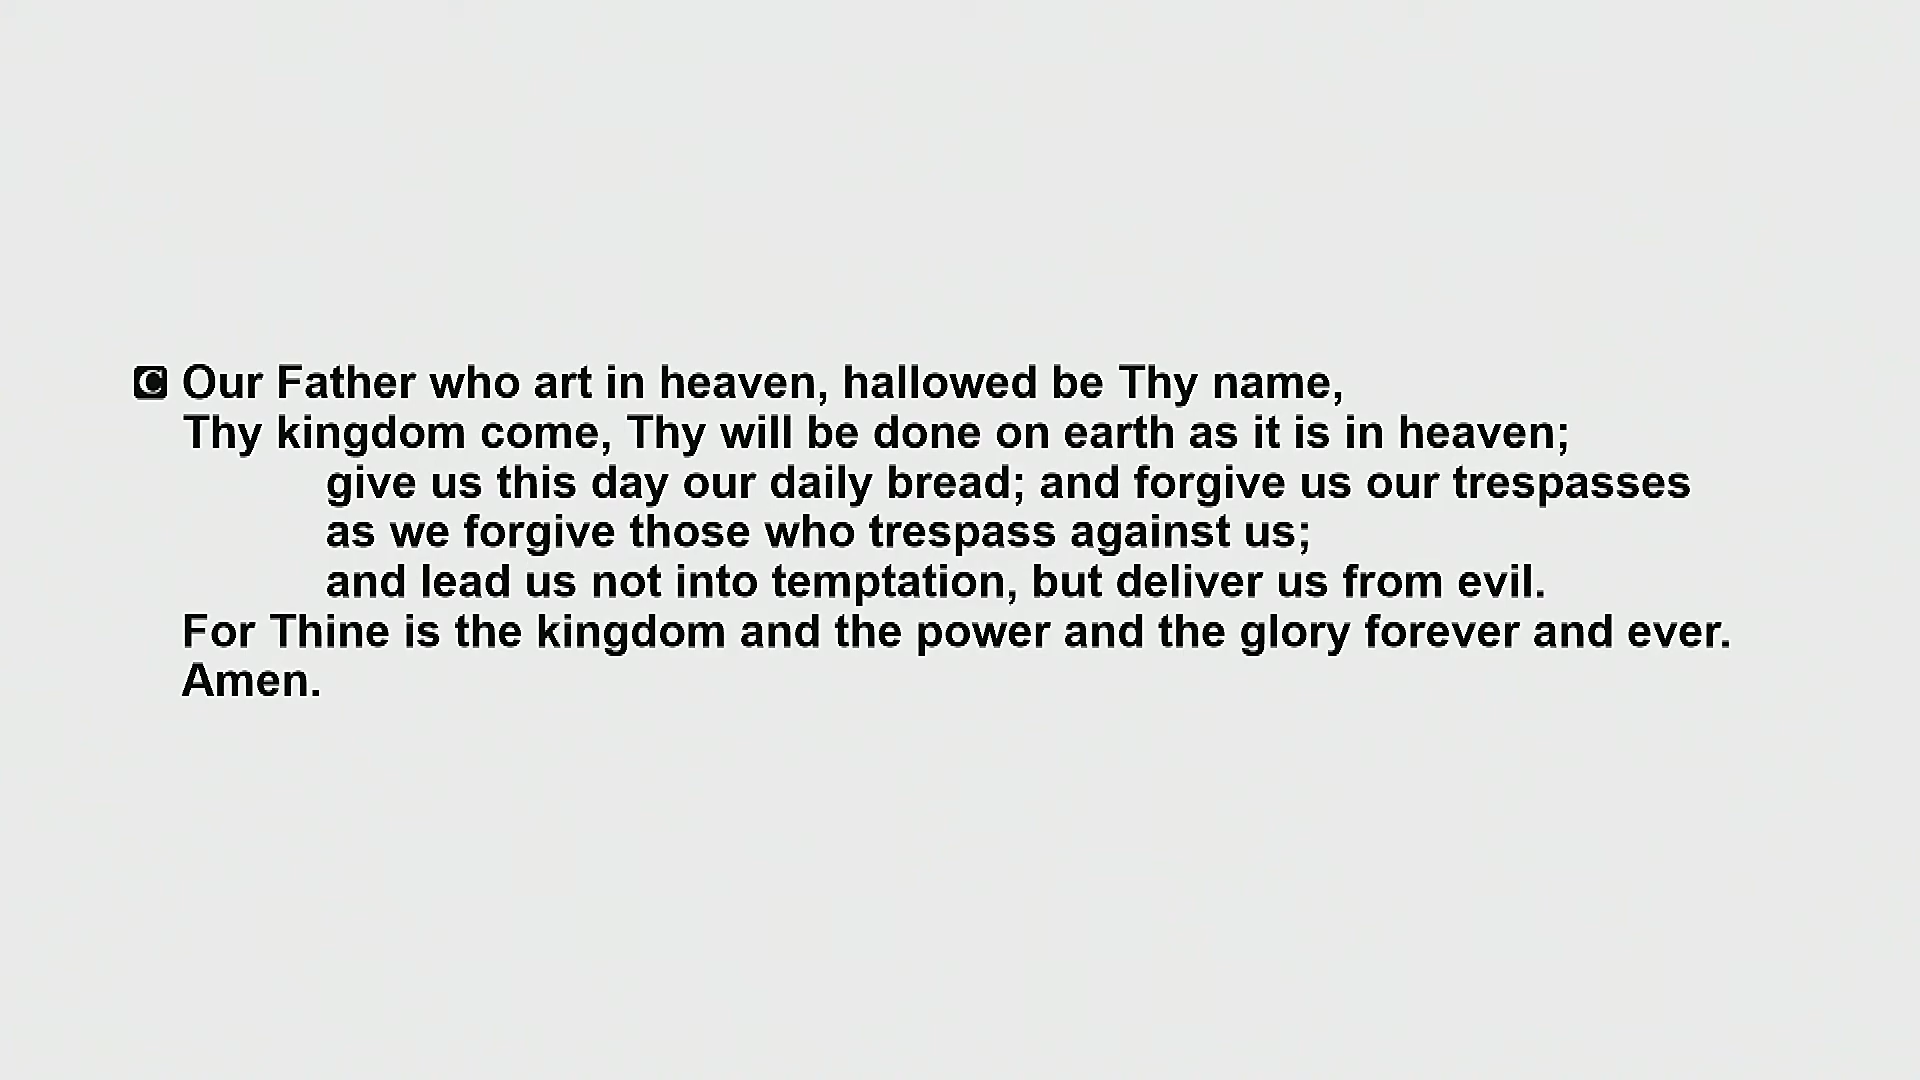 C Our Father who art in heaven, hallowed be Thy name,
Thy kingdom come, Thy will be done on earth as it is in heaven;
give us this day our daily bread; and forgive us our trespasses
as we forgive those who trespass against us;
and lead us not into temptation, but deliver us from evil.
For Thine is the kingdom and the power and the glory forever and ever.
Amen.